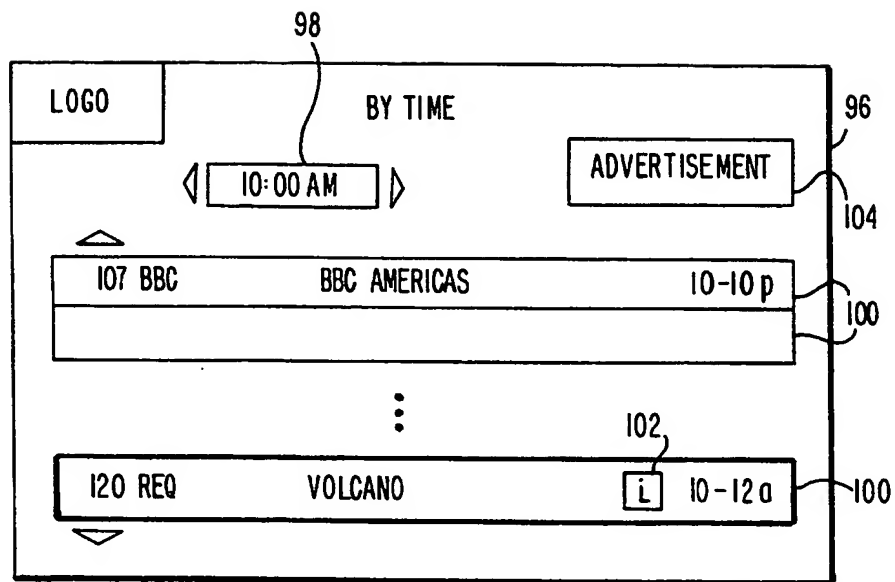 98
LOGO
BY TIME
96
10:00 AM
ADVERTISEMENT
104
107 BBC BBC AMERICAS 10-10 p
100
102
120 REQ VOLCANO i 10-12 a
100